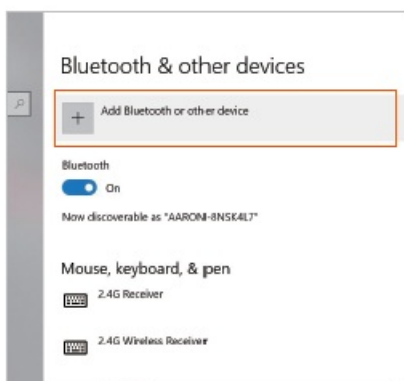 Bluetooth & other devices
Add Bluetooth or other device
Bluetooth
On
Now discoverable as "AARONI-8NSK4L7"
Mouse, keyboard, & pen
2.4G Receiver
2.4G Wireless Receiver